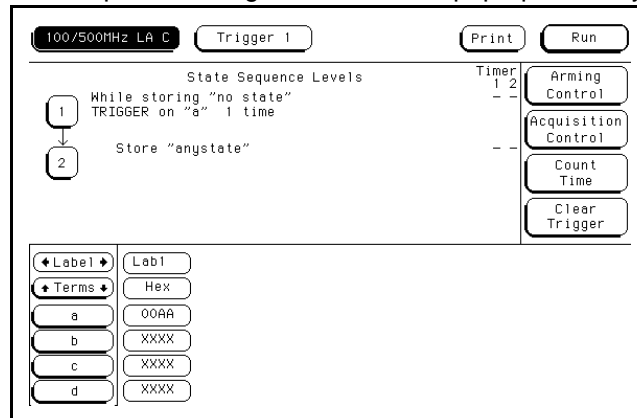 100/500MHz LA C Trigger 1 Print Run
State Sequence Levels
Timer
1 2
While storing "no state" - -
1 TRIGGER on "a" 1 time
2 Store "anystate" - -
Arming
Control
Acquisition
Control
Count
Time
Clear
Trigger
Label Lab1
Terms Hex
a 00AA
b XXXX
c XXXX
d XXXX